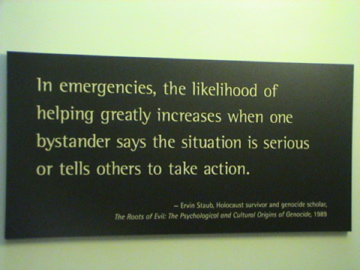 In emergencies, the likelihood of
helping greatly increases when one
bystander says the situation is serious
or tells others to take action.
– Ervin Staub, Holocaust survivor and genocide scholar,
The Roots of Evil: The Psychological and Cultural Origins of Genocide, 1989